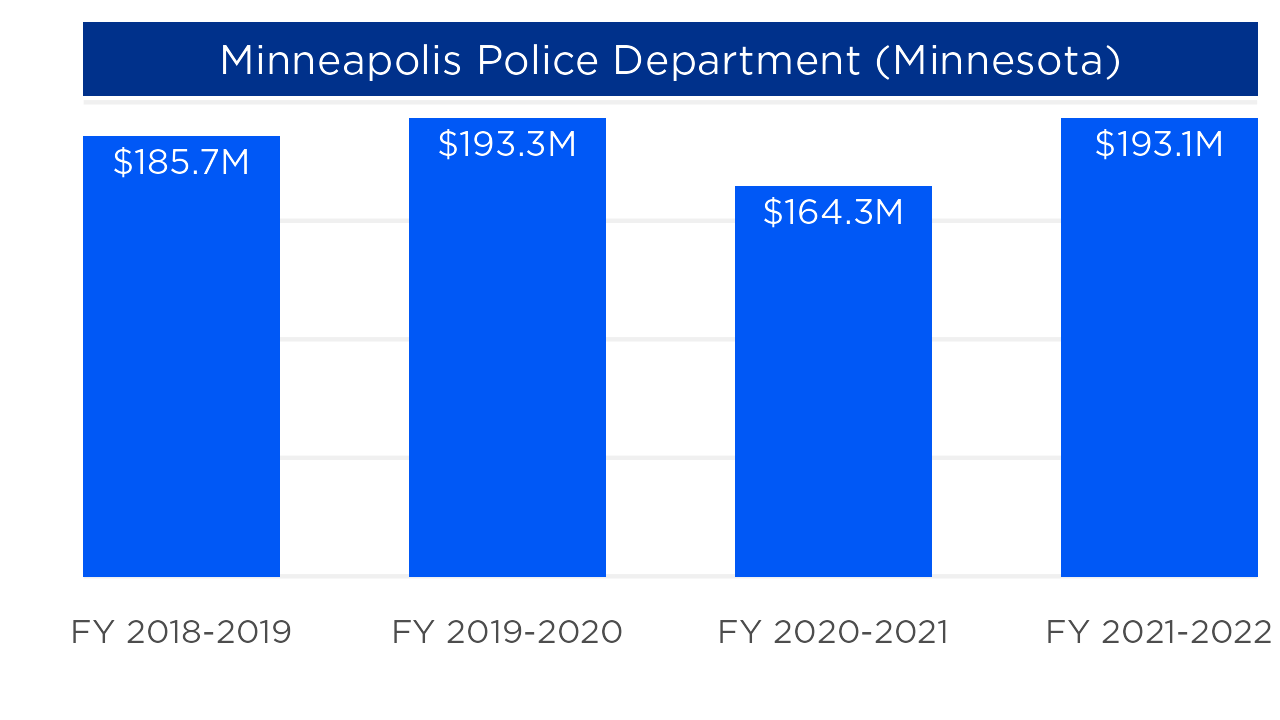 Minneapolis Police Department (Minnesota)
$185.7M
$193.3M
$164.3M
$193.1M
FY 2018-2019
FY 2019-2020
FY 2020-2021
FY 2021-2022